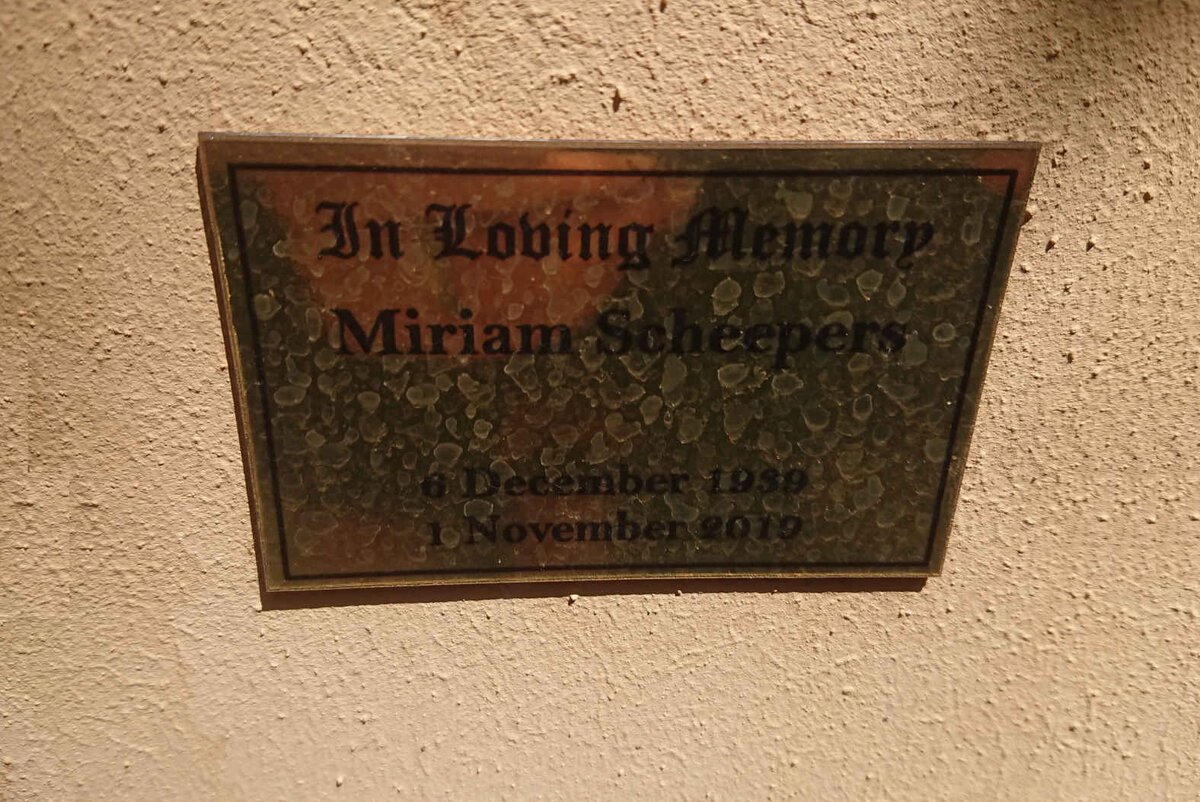 In Loving Memory
Miriam Scheepers
6 December 1939
1 November 2019